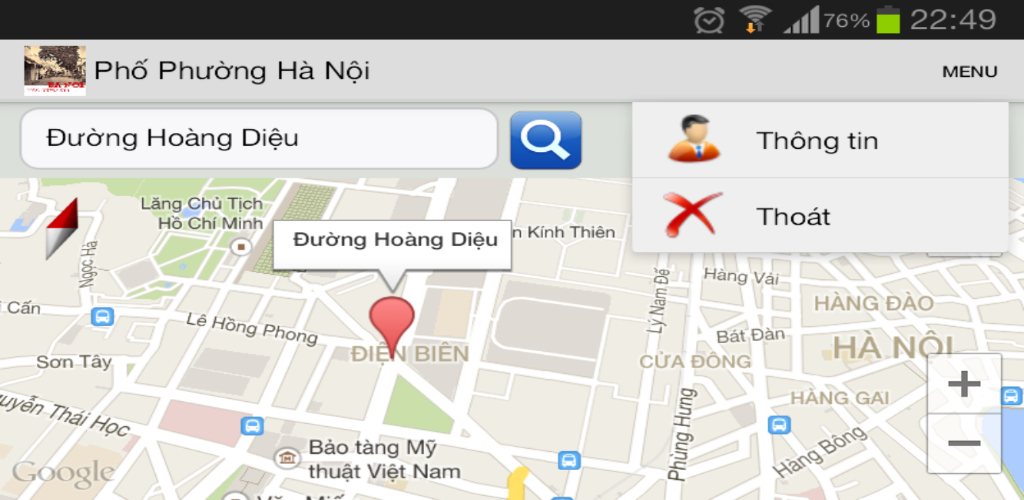 76% 22:49
Phố Phường Hà Nội
MENU
Đường Hoàng Diệu
Thông tin
Thoát
Lăng Chủ Tịch
Hồ Chí Minh
Đường Hoàng Diệu
n Kính Thiên
Ngọc Hà
Lý Nam Đế
Hàng Vải
HÀNG ĐÀO
i Cấn
Lê Hồng Phong
Bát Đàn
HÀ NỘI
Sơn Tây
ĐIỆN BIÊN
CỬA ĐÔNG
HÀNG GAI
uyễn Thái Học
Phùng Hưng
Hàng Bông
Bảo tàng Mỹ
thuật Việt Nam
Google